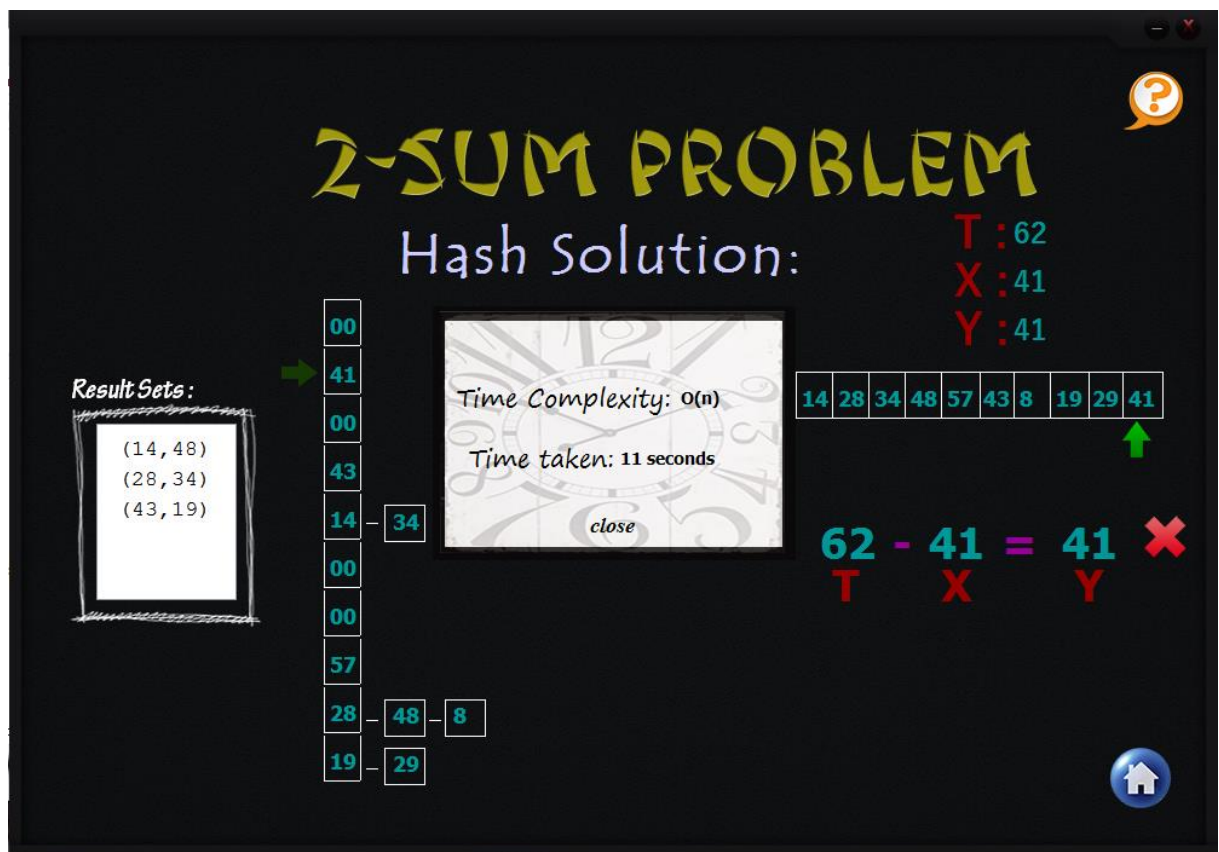 2-SUM PROBLEM
Hash Solution:
T : 62
X : 41
Y : 41
Result Sets :
(14,48)
(28,34)
(43,19)
00
41
00
43
14 – 34
00
00
57
28 – 48 – 8
19 – 29
Time Complexity: O(n)
Time taken: 11 seconds
close
14 28 34 48 57 43 8 19 29 41
62 - 41 = 41
T X Y